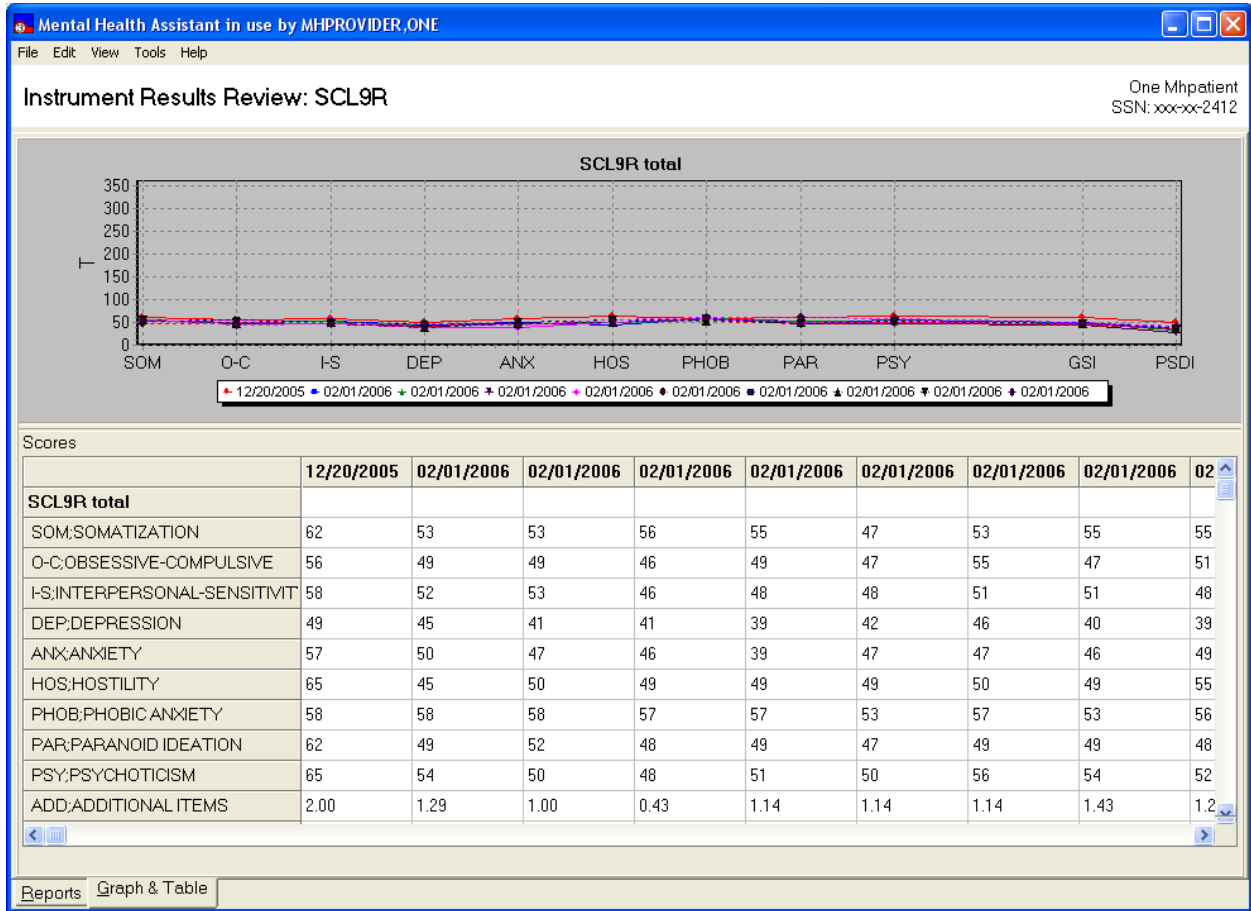 Mental Health Assistant in use by MHPROVIDER,ONE
File Edit View Tools Help
Instrument Results Review: SCL9R
One Mhpatient
SSN: xxx-xx-2412
SCL9R total
350
300
250
200
150
100
50
0
T
SOM O-C I-S DEP ANX HOS PHOB PAR PSY GSI PSDI
12/20/2005 02/01/2006 02/01/2006 02/01/2006 02/01/2006 02/01/2006 02/01/2006 02/01/2006 02/01/2006 02/01/2006
Scores
12/20/2005 02/01/2006 02/01/2006 02/01/2006 02/01/2006 02/01/2006 02/01/2006 02/01/2006 02
SCL9R total
SOM;SOMATIZATION 62 53 53 56 55 47 53 55 55
O-C;OBSESSIVE-COMPULSIVE 56 49 49 46 49 47 55 47 51
I-S;INTERPERSONAL-SENSITIVIT 58 52 53 46 48 48 51 51 48
DEP;DEPRESSION 49 45 41 41 39 42 46 40 39
ANX;ANXIETY 57 50 47 46 39 47 47 46 49
HOS;HOSTILITY 65 45 50 49 49 49 50 49 55
PHOB;PHOBIC ANXIETY 58 58 58 57 57 53 57 53 56
PAR;PARANOID IDEATION 62 49 52 48 49 47 49 49 48
PSY;PSYCHOTICISM 65 54 50 48 51 50 56 54 52
ADD;ADDITIONAL ITEMS 2.00 1.29 1.00 0.43 1.14 1.14 1.14 1.43 1.2
Reports Graph & Table